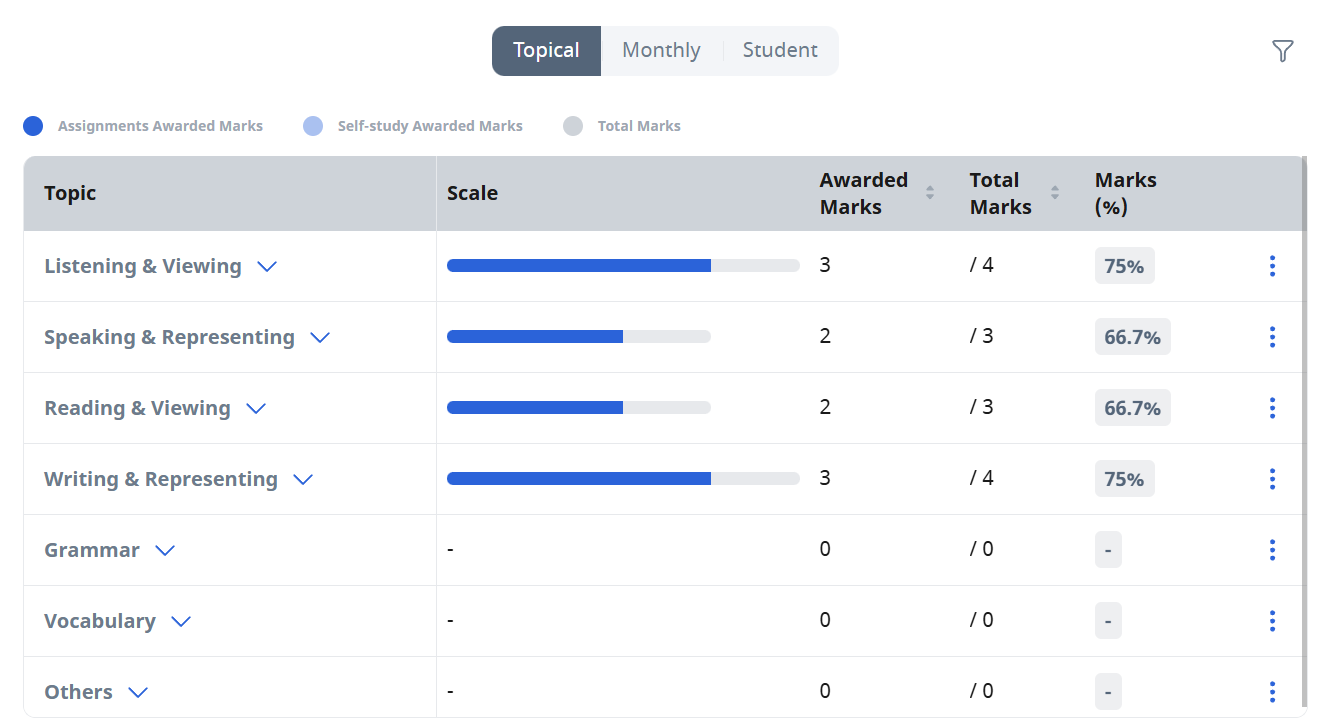 Topical Monthly Student
Assignments Awarded Marks Self-study Awarded Marks Total Marks
Topic Scale Awarded Marks Total Marks Marks (%)
Listening & Viewing 3 / 4 75%
Speaking & Representing 2 / 3 66.7%
Reading & Viewing 2 / 3 66.7%
Writing & Representing 3 / 4 75%
Grammar - 0 / 0 -
Vocabulary - 0 / 0 -
Others - 0 / 0 -